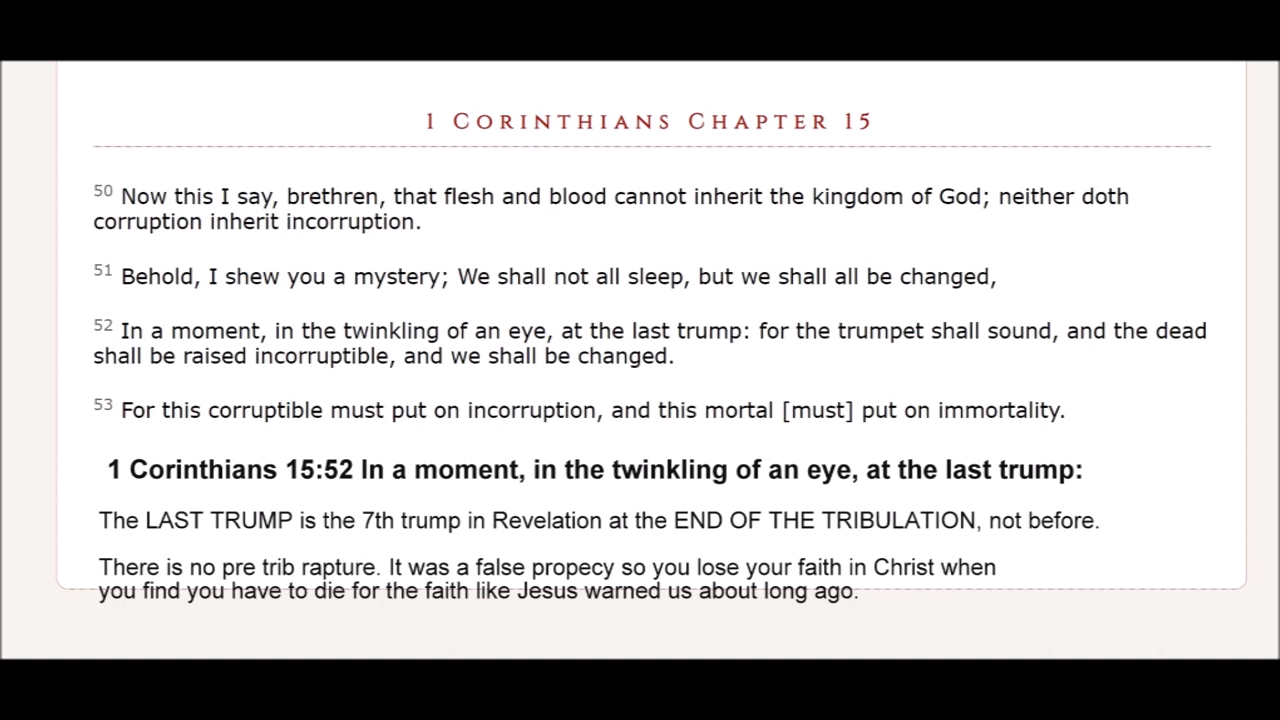 1 Corinthians Chapter 15
50 Now this I say, brethren, that flesh and blood cannot inherit the kingdom of God; neither doth
corruption inherit incorruption.
51 Behold, I shew you a mystery; We shall not all sleep, but we shall all be changed,
52 In a moment, in the twinkling of an eye, at the last trump: for the trumpet shall sound, and the dead
shall be raised incorruptible, and we shall be changed.
53 For this corruptible must put on incorruption, and this mortal [must] put on immortality.
1 Corinthians 15:52 In a moment, in the twinkling of an eye, at the last trump:
The LAST TRUMP is the 7th trump in Revelation at the END OF THE TRIBULATION, not before.
There is no pre trib rapture. It was a false propecy so you lose your faith in Christ when
you find you have to die for the faith like Jesus warned us about long ago.